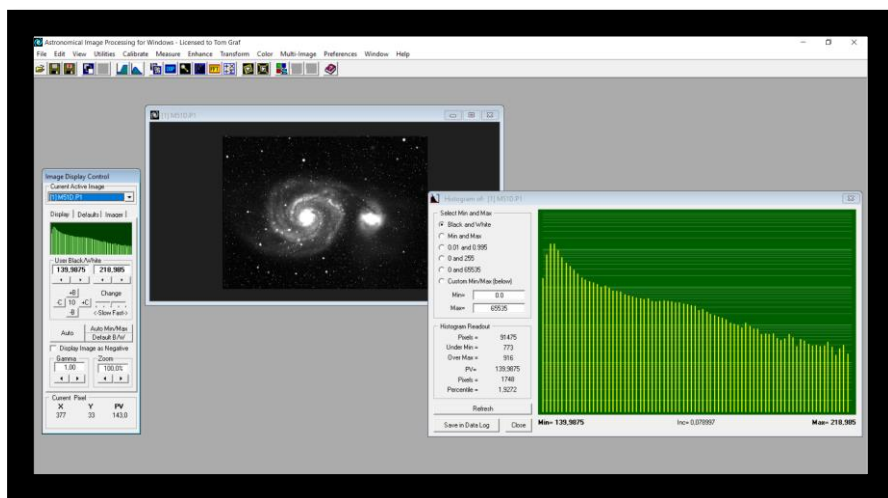 Astronomical Image Processing for Windows - Licensed to Tom Graf
File Edit View Utilities Calibrate Measure Enhance Transform Color Multi-Image Preferences Window Help
[1] M51D.P1
Image Display Control
Current Active Image
[1] M51D.P1
Display Defaults Imager
User Black/White
139,9875 218,985
+B Change
-C 10 +C
-B <-Slow Fast->
Auto Auto Min/Max
Default B/W
Display Image as Negative
Gamma Zoom
1,00 100,0%
Current Pixel
X Y PV
377 33 143,0
Histogram of: [1] M51D.P1
Select Min and Max
Black and White
Min and Max
0.01 and 0.995
0 and 255
0 and 65535
Custom Min/Max (below)
Min= 0.0
Max= 65535
Histogram Readout
Pixels = 91475
Under Min = 773
Over Max = 916
PV= 139,9875
Pixels = 1748
Percentile = 1,9272
Refresh
Save in Data Log Close
Min= 139,9875 Inc= 0,078997 Max= 218,985